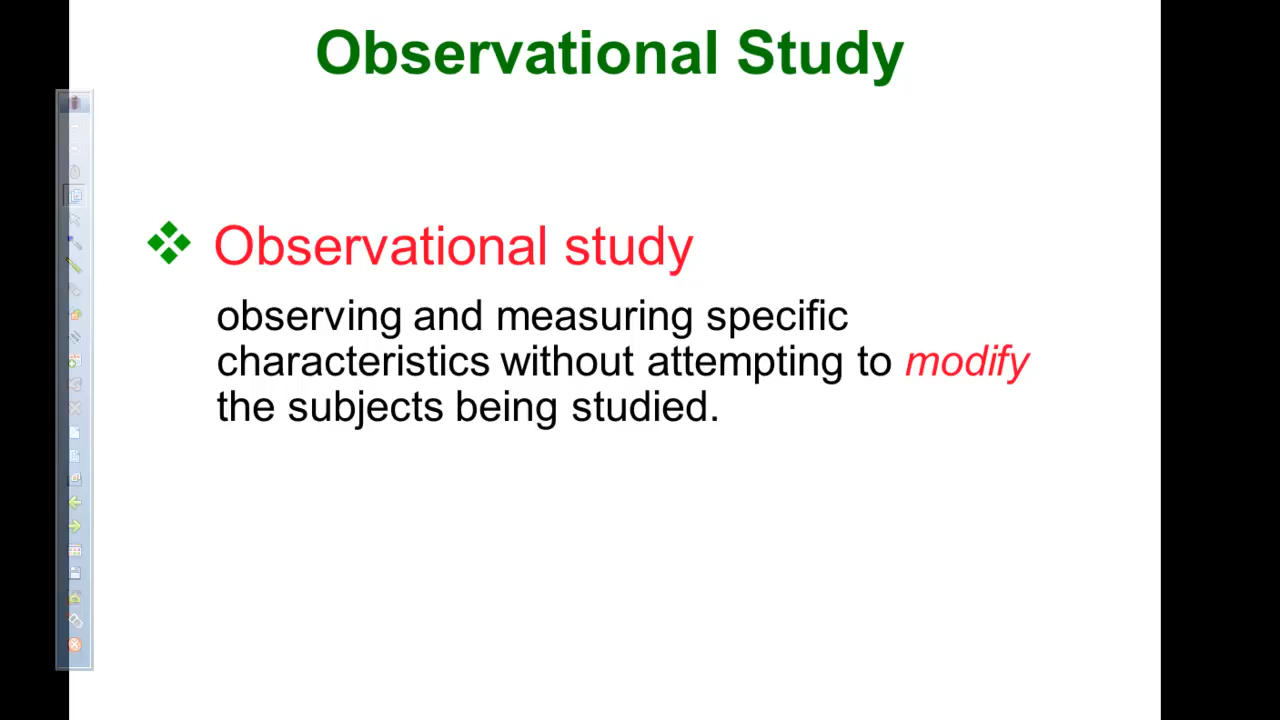 Observational Study
Observational study
observing and measuring specific
characteristics without attempting to modify
the subjects being studied.